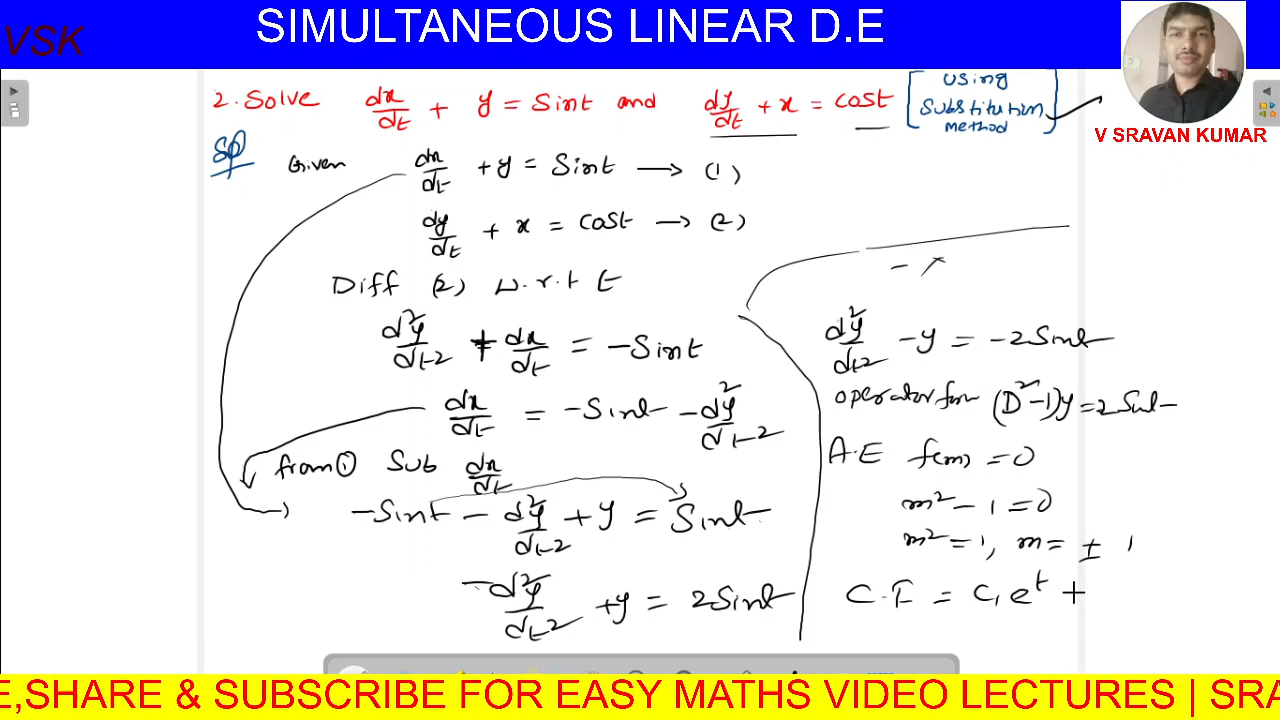 SIMULTANEOUS LINEAR D.E
VSK
V SRAVAN KUMAR
2. Solve dx/dt + y = Sint and dy/dt + x = cost [Using Substitution method]
Given dx/dt + y = Sint → (1)
dy/dt + x = cost → (2)
Diff (2) w.r.t t
d²y/dt² + dx/dt = -Sint
dx/dt = -Sint - d²y/dt²
from ① Sub dx/dt
-Sint - d²y/dt² + y = Sint
-d²y/dt² + y = 2Sint
d²y/dt² - y = -2Sint
operator form (D²-1)y = 2Sint
A.E f(m) = 0
m² - 1 = 0
m² = 1, m = ± 1
C.F = C₁e^t +
E,SHARE & SUBSCRIBE FOR EASY MATHS VIDEO LECTURES | SRA